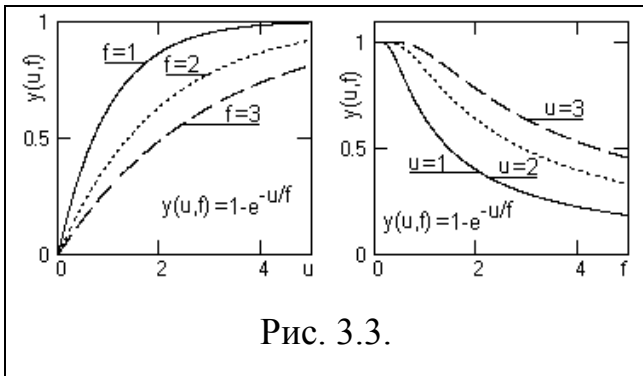 y(u,f)
1
0.5
0
f=1
f=2
f=3
y(u,f)=1-e^-u/f
0
2
4
u
y(u,f)
1
0.5
0
u=3
u=1
u=2
y(u,f)=1-e^-u/f
0
2
4
f
Рис. 3.3.